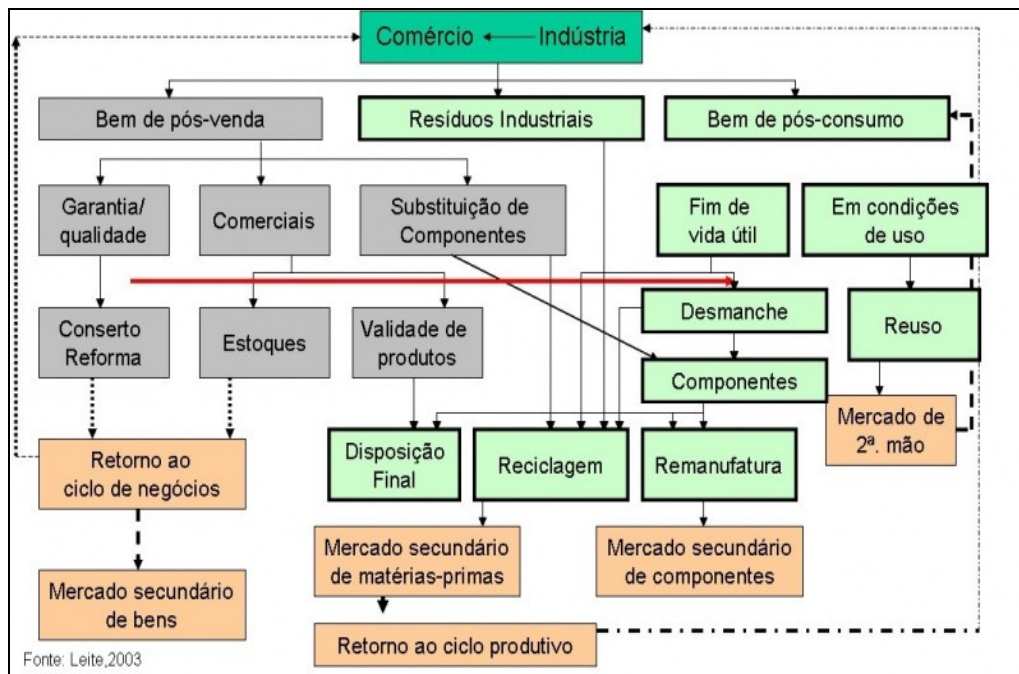 Comércio Indústria
Bem de pós-venda
Resíduos Industriais
Bem de pós-consumo
Garantia/
qualidade
Comerciais
Substituição de
Componentes
Fim de
vida útil
Em condições
de uso
Conserto
Reforma
Estoques
Validade de
produtos
Desmanche
Reuso
Componentes
Mercado de
2ª. mão
Retorno ao
ciclo de negócios
Disposição
Final
Reciclagem
Remanufatura
Mercado secundário
de matérias-primas
Mercado secundário
de componentes
Mercado secundário
de bens
Retorno ao ciclo produtivo
Fonte: Leite,2003